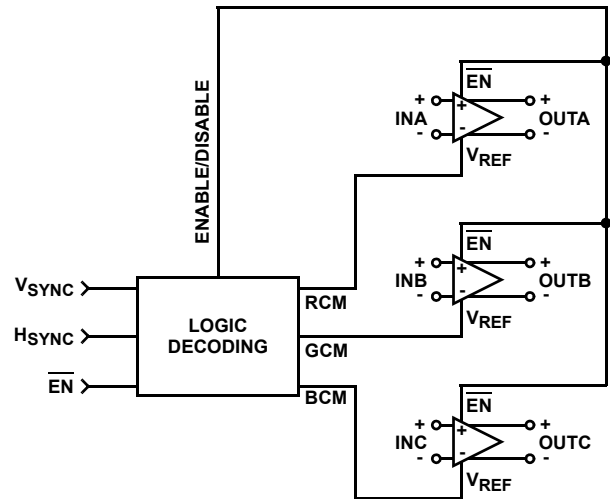 ENABLE/DISABLE
EN
+ + +
INA OUTA
- - -
VREF
EN
+ + +
INB OUTB
- - -
VREF
VSYNC
HSYNC
EN
LOGIC
DECODING
RCM
GCM
BCM
EN
+ + +
INC OUTC
- - -
VREF